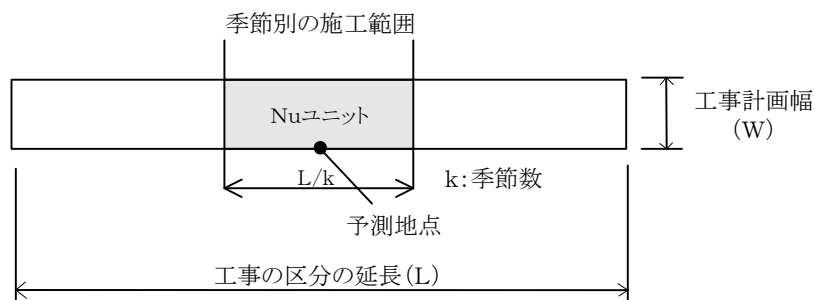 季節別の施工範囲
Nuユニット
工事計画幅
(W)
L/k
k:季節数
予測地点
工事の区分の延長(L)